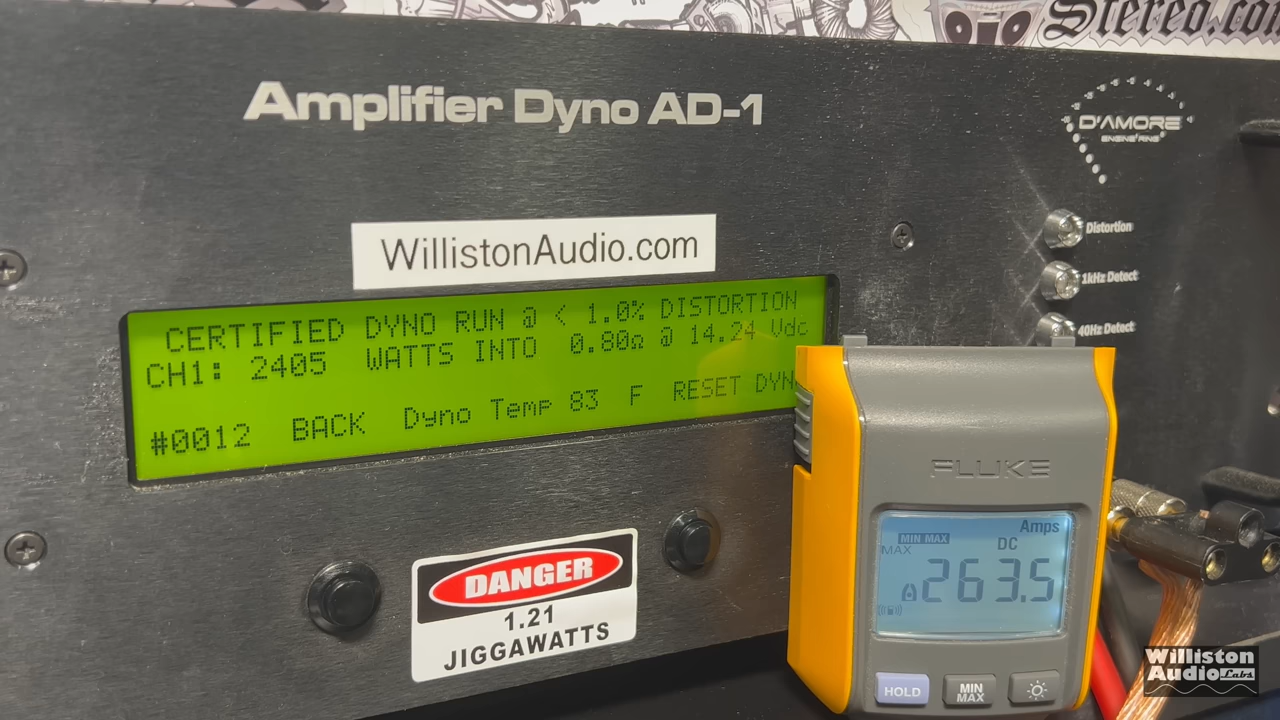 Stereo.com
Amplifier Dyno AD-1
D'AMORE
ENGINEERING
WillistonAudio.com
Distortion
1kHz Detect
40Hz Detect
CERTIFIED DYNO RUN @ < 1.0% DISTORTION
CH1: 2405 WATTS INTO 0.80Ω @ 14.24 Vdc
#0012 BACK Dyno Temp 83 F RESET DYN
FLUKE
Amps
MIN MAX
MAX DC
263.5
HOLD MIN MAX
DANGER
1.21
JIGGAWATTS
Williston
Audio Labs